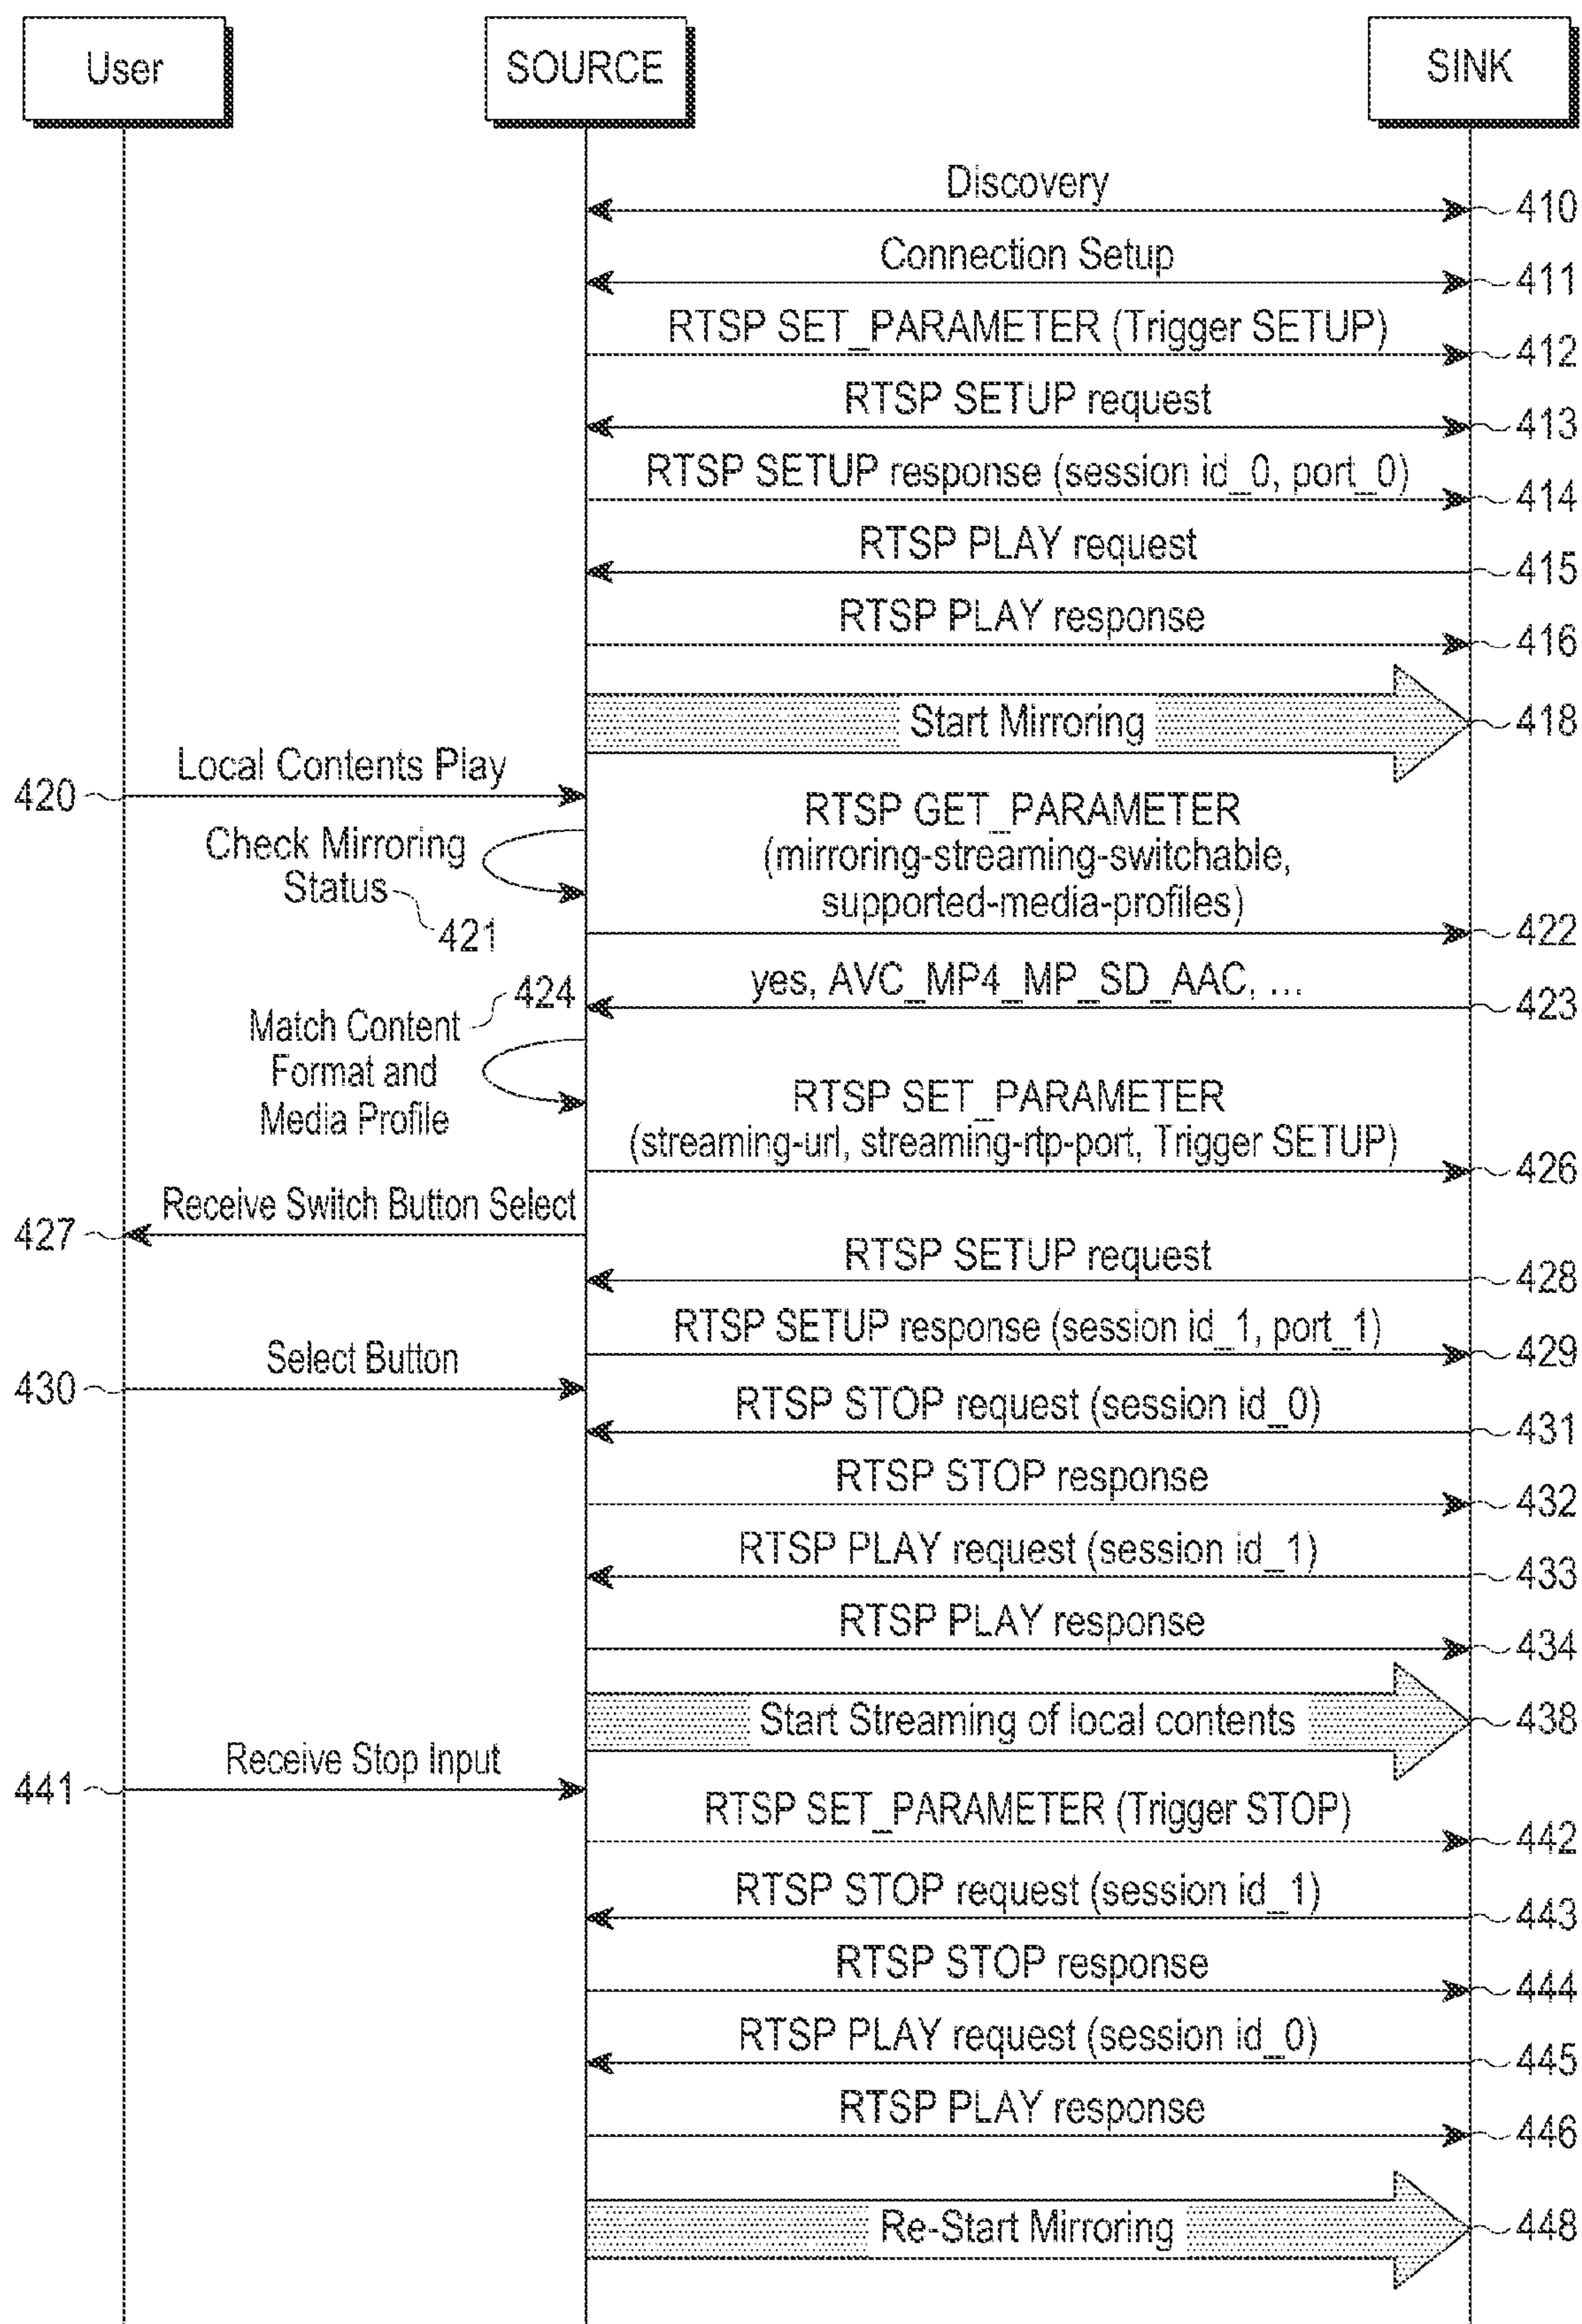 User
SOURCE
SINK
Discovery
410
Connection Setup
411
RTSP SET_PARAMETER (Trigger SETUP)
412
RTSP SETUP request
413
RTSP SETUP response (session id_0, port_0)
414
RTSP PLAY request
415
RTSP PLAY response
416
Start Mirroring
418
Local Contents Play
420
Check Mirroring
Status
421
RTSP GET_PARAMETER
(mirroring-streaming-switchable,
supported-media-profiles)
422
yes, AVC_MP4_MP_SD_AAC, ...
423
424
Match Content
Format and
Media Profile
RTSP SET_PARAMETER
(streaming-url, streaming-rtp-port, Trigger SETUP)
426
Receive Switch Button Select
427
RTSP SETUP request
428
RTSP SETUP response (session id_1, port_1)
429
Select Button
430
RTSP STOP request (session id_0)
431
RTSP STOP response
432
RTSP PLAY request (session id_1)
433
RTSP PLAY response
434
Start Streaming of local contents
438
Receive Stop Input
441
RTSP SET_PARAMETER (Trigger STOP)
442
RTSP STOP request (session id_1)
443
RTSP STOP response
444
RTSP PLAY request (session id_0)
445
RTSP PLAY response
446
Re-Start Mirroring
448